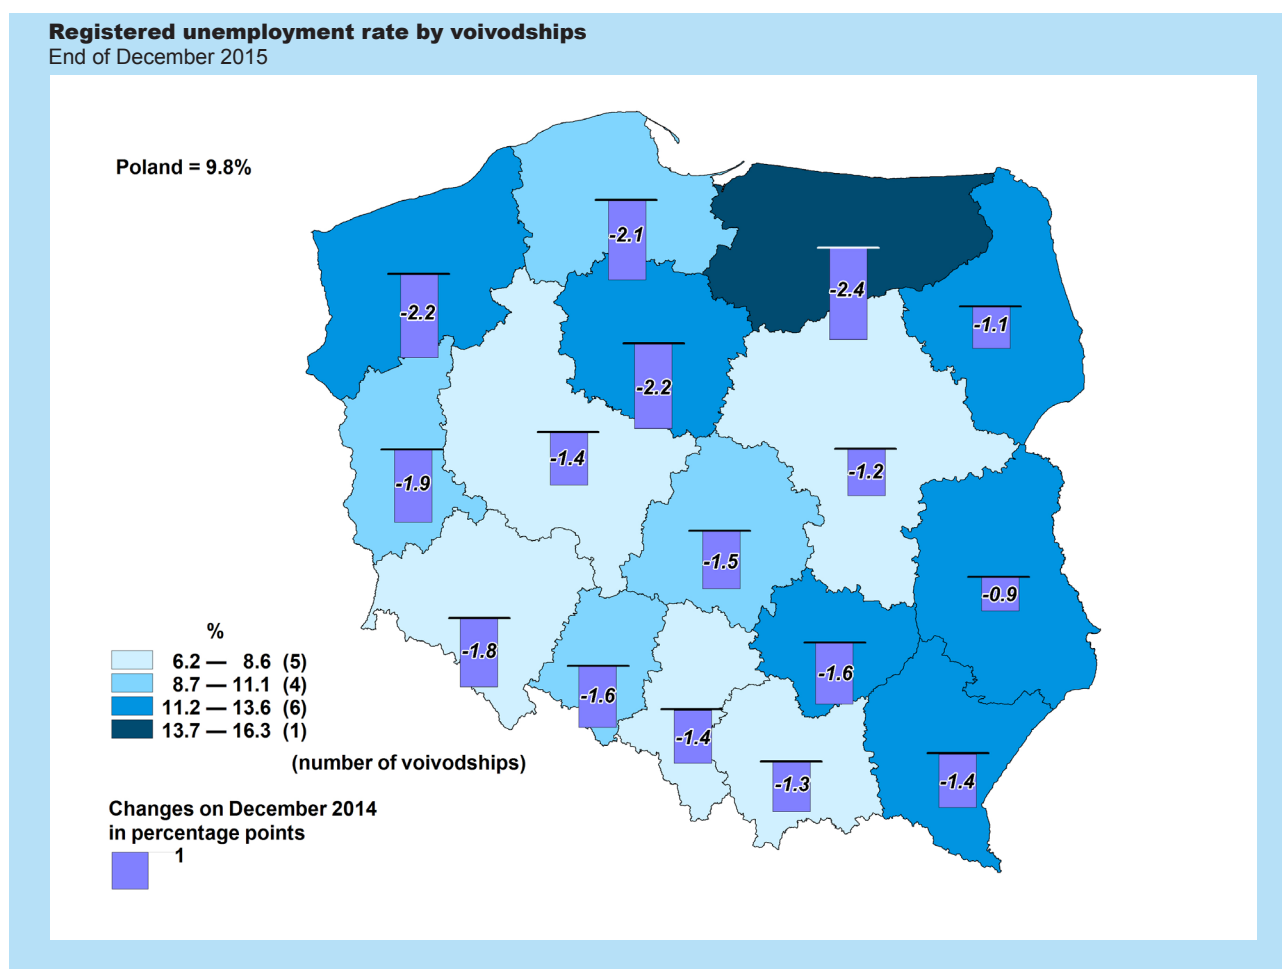 Registered unemployment rate by voivodships
End of December 2015
Poland = 9.8%
-2.1
-2.2
-2.4
-1.1
-2.2
-1.4
-1.2
-1.9
-1.5
-0.9
-1.8
-1.6
-1.6
-1.4
-1.3
-1.4
%
6.2 — 8.6 (5)
8.7 — 11.1 (4)
11.2 — 13.6 (6)
13.7 — 16.3 (1)
(number of voivodships)
Changes on December 2014
in percentage points
1